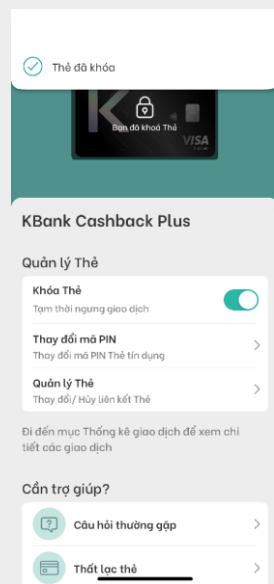 Thẻ đã khóa
Bạn đã khoá Thẻ
VISA
KBank Cashback Plus
Quản lý Thẻ
Khóa Thẻ
Tạm thời ngưng giao dịch
Thay đổi mã PIN
Thay đổi mã PIN Thẻ tín dụng
Quản lý Thẻ
Thay đổi/ Hủy liên kết Thẻ
Đi đến mục Thống kê giao dịch để xem chi
tiết các giao dịch
Cần trợ giúp?
Câu hỏi thường gặp
Thất lạc thẻ